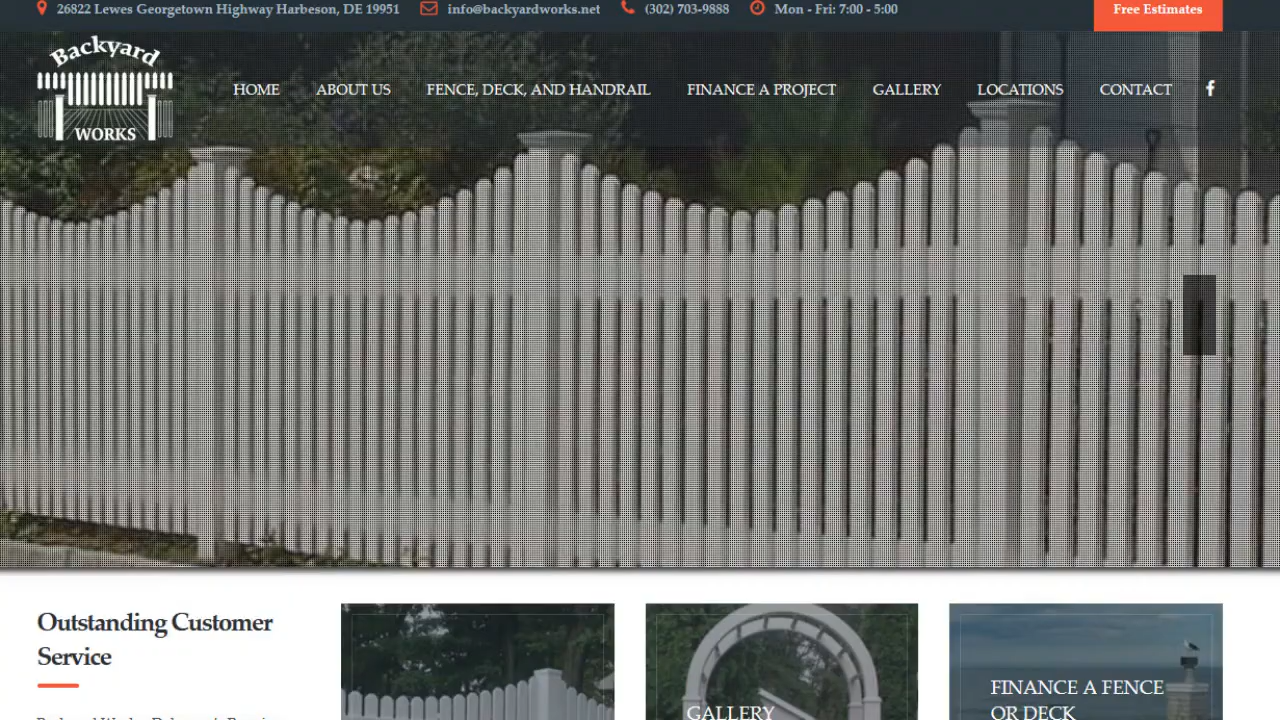 26822 Lewes Georgetown Highway Harbeson, DE 19951 info@backyardworks.net (302) 703-9888 Mon - Fri: 7:00 - 5:00 Free Estimates
Backyard
WORKS
HOME ABOUT US FENCE, DECK, AND HANDRAIL FINANCE A PROJECT GALLERY LOCATIONS CONTACT
Outstanding Customer
Service
GALLERY
FINANCE A FENCE
OR DECK